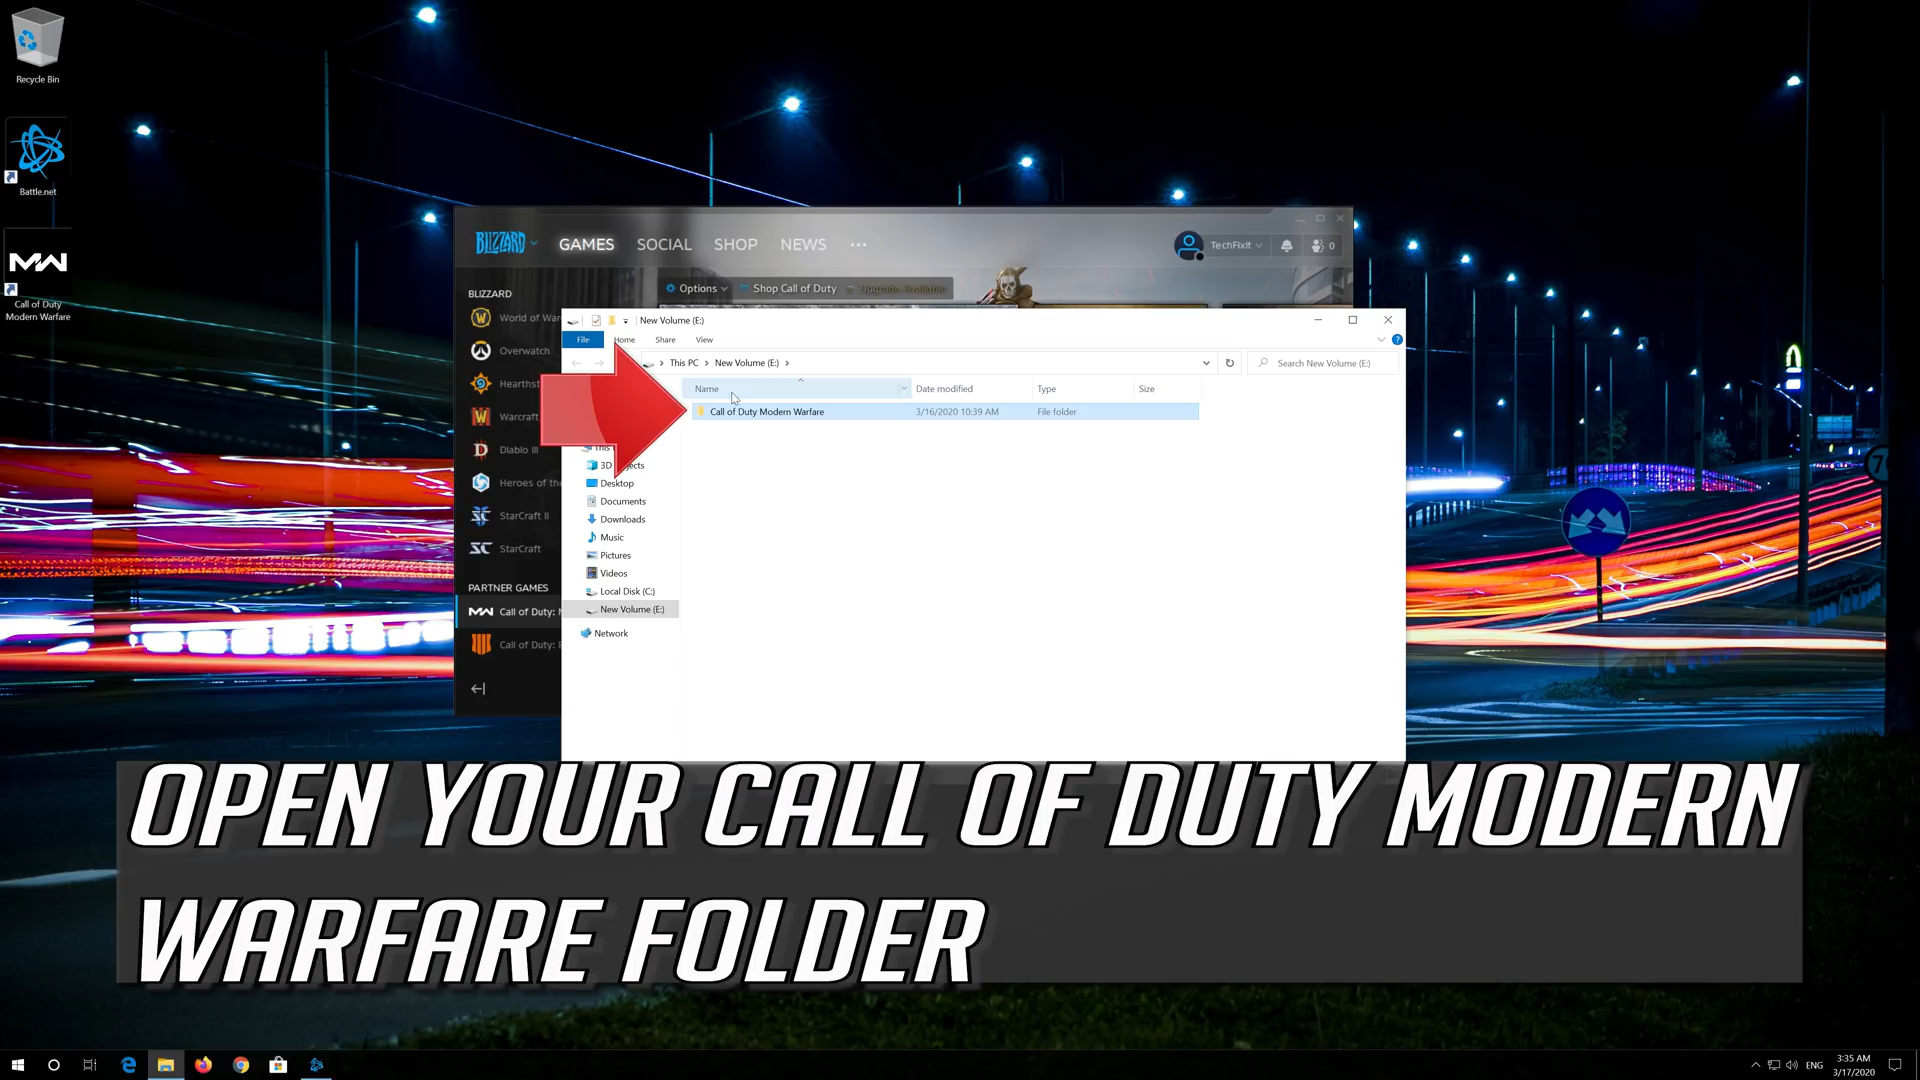 Recycle Bin
Battle.net
Call of Duty
Modern Warfare
BLIZZARD
GAMES
SOCIAL
SHOP
NEWS
TechFixIt
0
Options
Shop Call of Duty
Upgrade Available
BLIZZARD
World of War
Overwatch
Hearthst
Warcraft
Diablo III
Heroes of the
StarCraft II
StarCraft
PARTNER GAMES
Call of Duty:
Call of Duty:
New Volume (E:)
File
Home
Share
View
This PC
New Volume (E:)
Search New Volume (E:)
Name
Date modified
Type
Size
Call of Duty Modern Warfare
3/16/2020 10:39 AM
File folder
Desktop
Documents
Downloads
Music
Pictures
Videos
Local Disk (C:)
New Volume (E:)
Network
OPEN YOUR CALL OF DUTY MODERN
WARFARE FOLDER
ENG
3:35 AM
3/17/2020